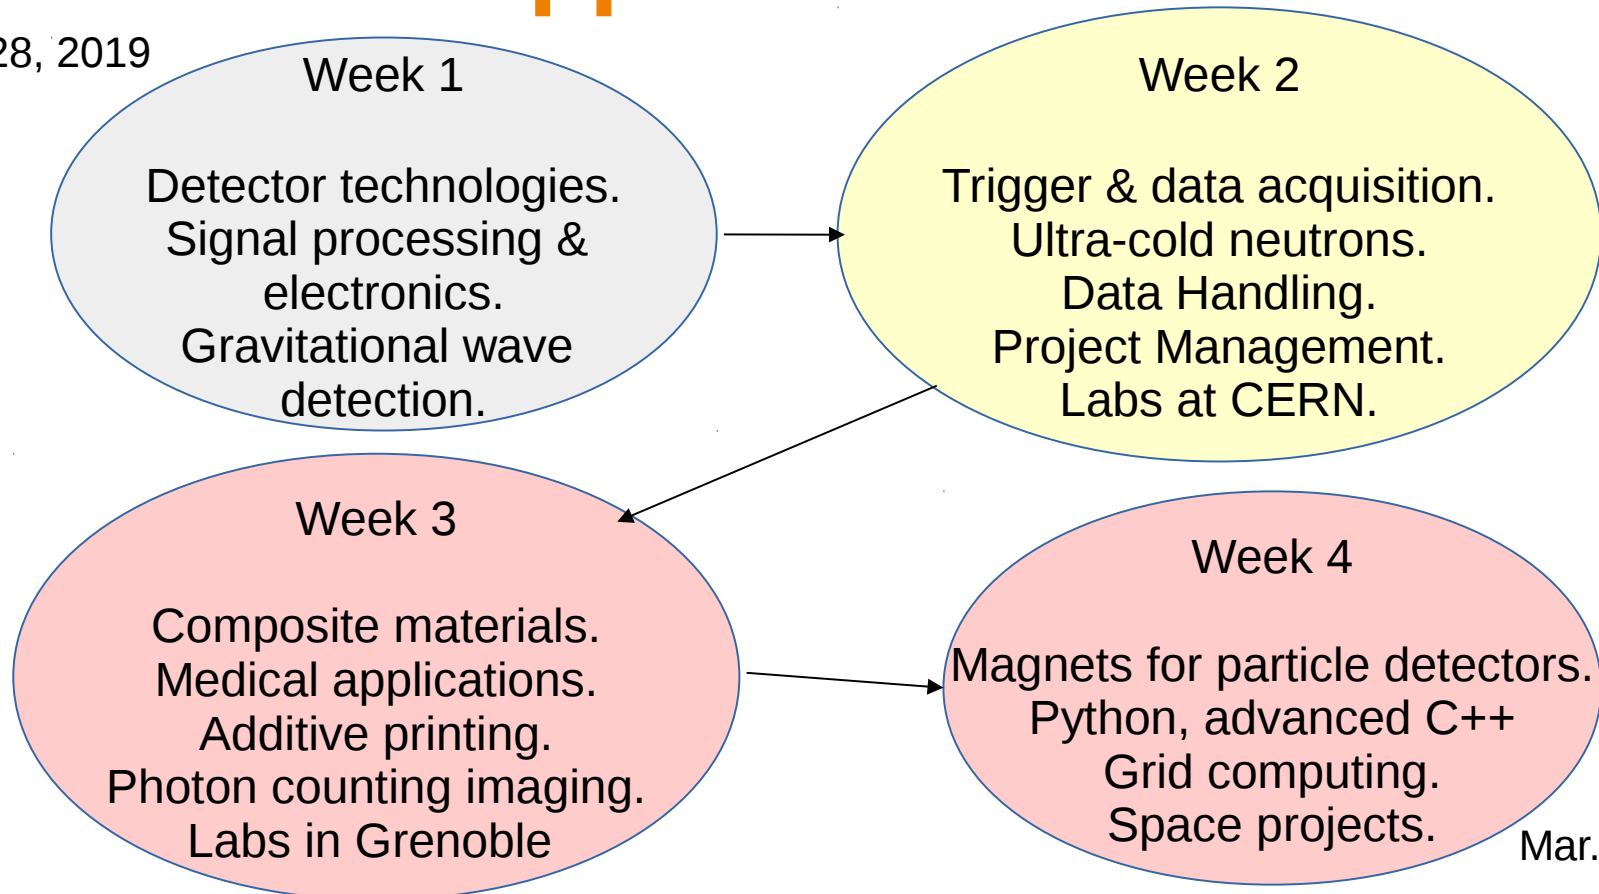 28, 2019
Week 1
Detector technologies.
Signal processing &
electronics.
Gravitational wave
detection.
Week 2
Trigger & data acquisition.
Ultra-cold neutrons.
Data Handling.
Project Management.
Labs at CERN.
Week 3
Composite materials.
Medical applications.
Additive printing.
Photon counting imaging.
Labs in Grenoble
Week 4
Magnets for particle detectors.
Python, advanced C++
Grid computing.
Space projects.
Mar.